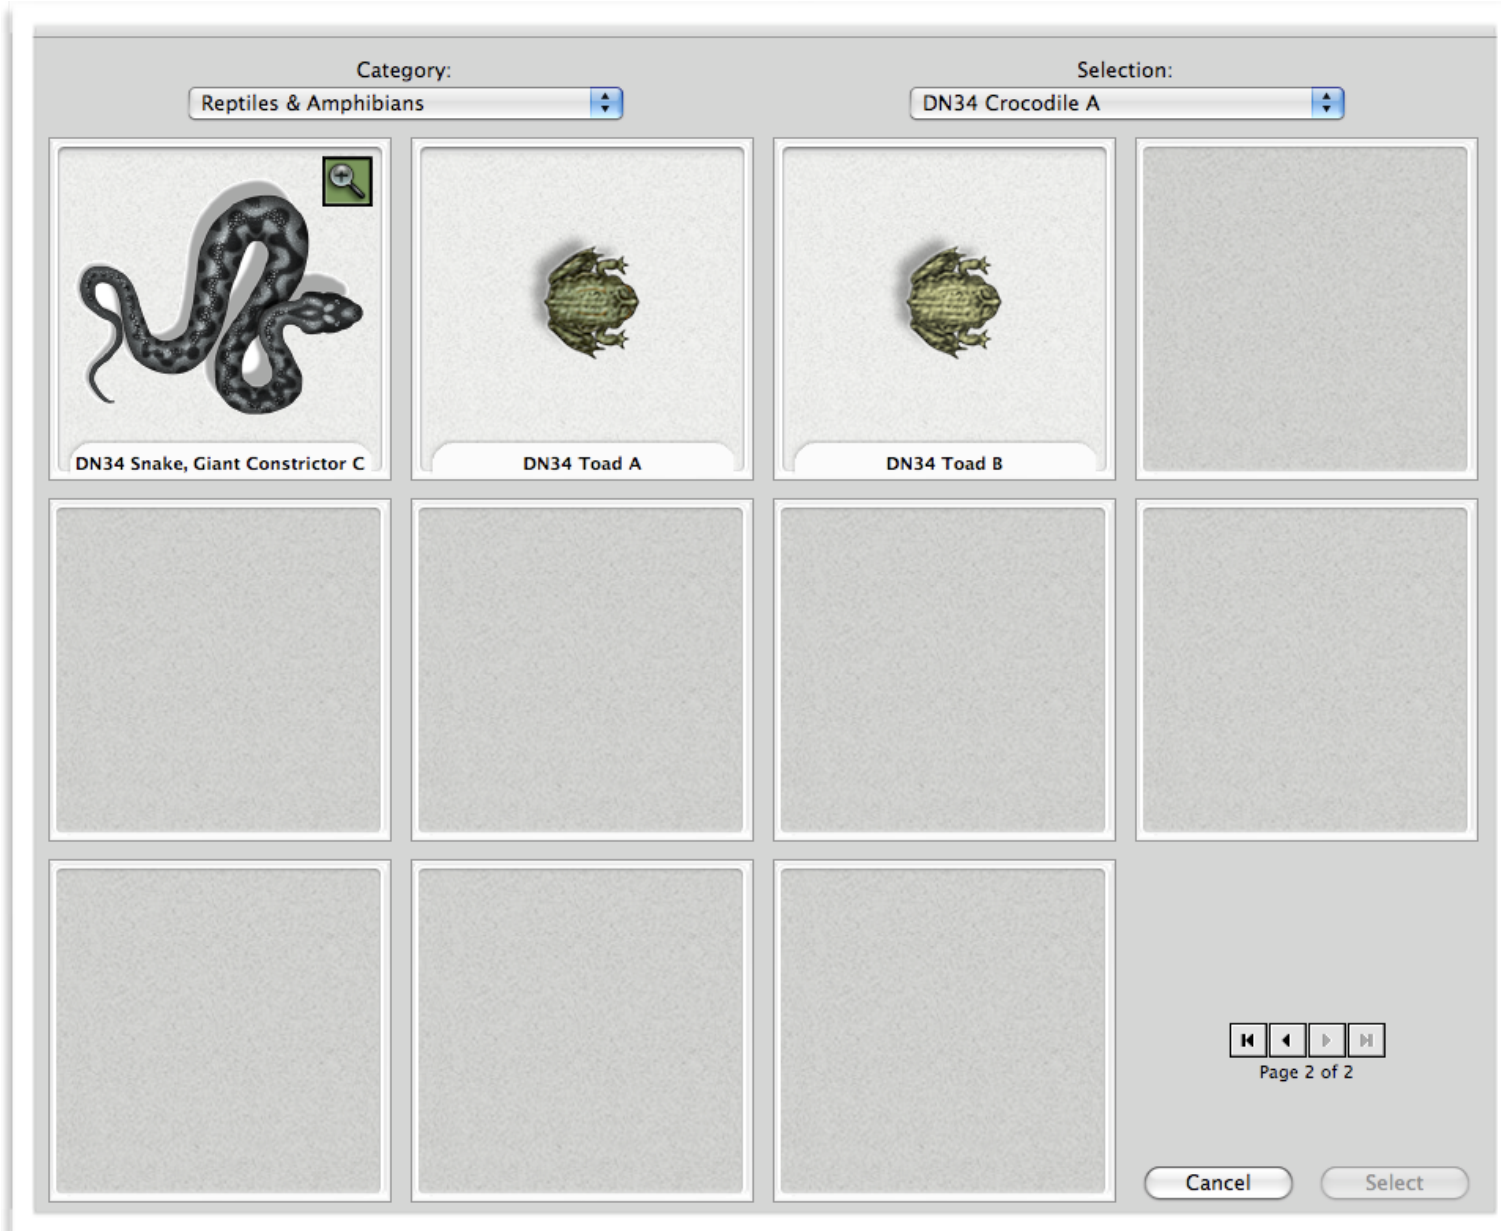 Category:
Selection:
Reptiles & Amphibians
DN34 Crocodile A
DN34 Snake, Giant Constrictor C
DN34 Toad A
DN34 Toad B
Page 2 of 2
Cancel
Select